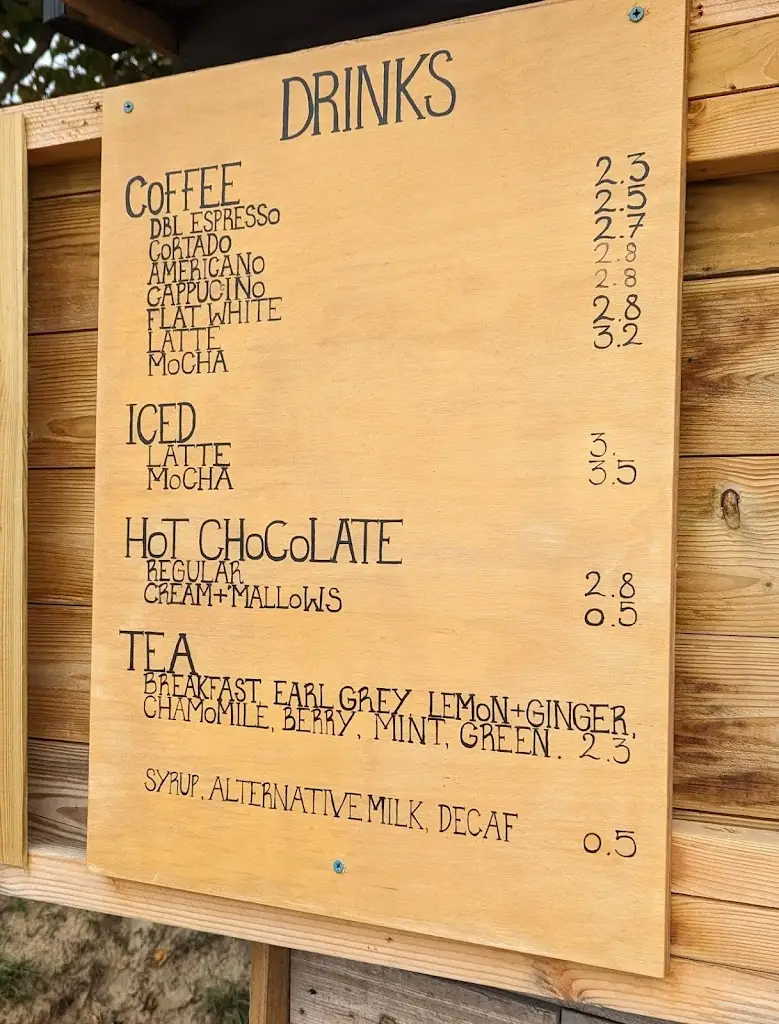 DRINKS
COFFEE
DBL ESPRESSO 2.3
CORTADO 2.5
AMERICANO 2.7
CAPPUCINO 2.8
FLAT WHITE 2.8
LATTE 2.8
MOCHA 3.2
ICED
LATTE 3.
MOCHA 3.5
HOT CHOCOLATE
REGULAR 2.8
CREAM+MALLOWS 0.5
TEA
BREAKFAST, EARL GREY, LEMON+GINGER,
CHAMOMILE, BERRY, MINT, GREEN. 2.3
SYRUP, ALTERNATIVE MILK, DECAF 0.5